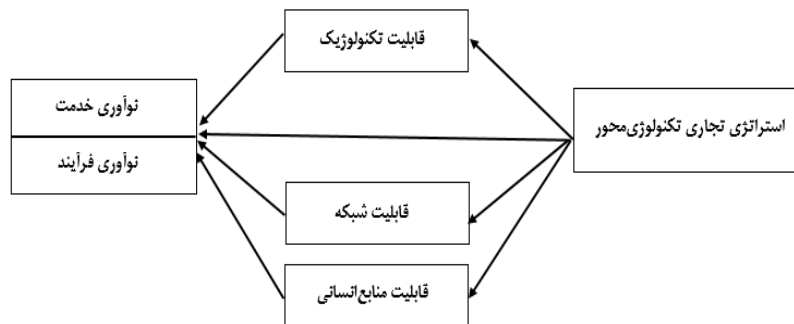 قابلیت تکنولوژیک
استراتژی تجاری تکنولوژی‌محور
نوآوری خدمت
نوآوری فرآیند
قابلیت شبکه
قابلیت منابع‌انسانی